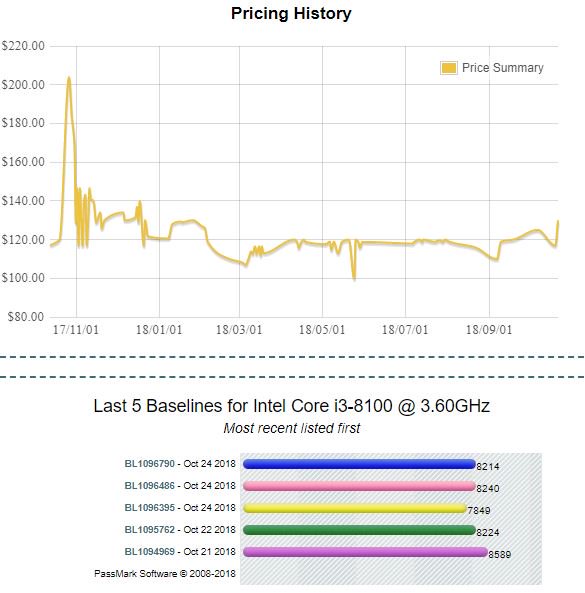 Pricing History
$220.00
Price Summary
$200.00
$180.00
$160.00
$140.00
$120.00
$100.00
$80.00
17/11/01 18/01/01 18/03/01 18/05/01 18/07/01 18/09/01
Last 5 Baselines for Intel Core i3-8100 @ 3.60GHz
Most recent listed first
BL1096790 - Oct 24 2018 8214
BL1096486 - Oct 24 2018 8240
BL1096395 - Oct 24 2018 7849
BL1095762 - Oct 22 2018 8224
BL1094969 - Oct 21 2018 8589
PassMark Software © 2008-2018